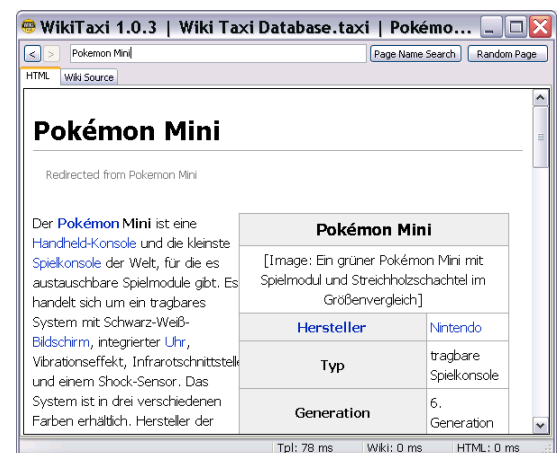 WikiTaxi 1.0.3 | Wiki Taxi Database.taxi | Pokémo...
< > Pokemon Mini Page Name Search Random Page
HTML Wiki Source
Pokémon Mini
Redirected from Pokemon Mini
Der Pokémon Mini ist eine
Handheld-Konsole und die kleinste
Spielkonsole der Welt, für die es
austauschbare Spielmodule gibt. Es
handelt sich um ein tragbares
System mit Schwarz-Weiß-
Bildschirm, integrierter Uhr,
Vibrationseffekt, Infrarotschnittstelle
und einem Shock-Sensor. Das
System ist in drei verschiedenen
Farben erhältlich. Hersteller der
Pokémon Mini
[Image: Ein grüner Pokémon Mini mit
Spielmodul und Streichholzschachtel im
Größenvergleich]
Hersteller Nintendo
Typ tragbare
Spielkonsole
Generation 6.
Generation
Tpl: 78 ms Wiki: 0 ms HTML: 0 ms